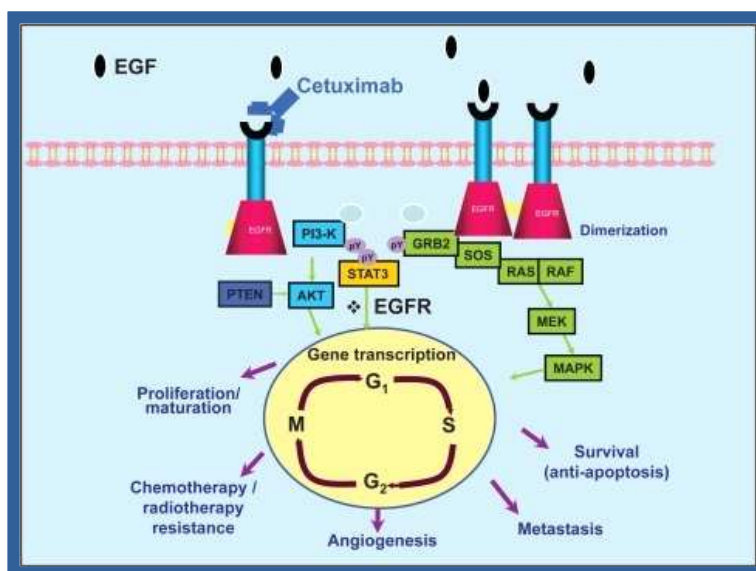 EGF
Cetuximab
EGFR
EGFR
EGFR
Dimerization
PI3-K
pY
pY
pY
GRB2
SOS
STAT3
RAS
RAF
PTEN
AKT
❖ EGFR
MEK
MAPK
Gene transcription
G₁
M
S
G₂
Proliferation/
maturation
Chemotherapy /
radiotherapy
resistance
Angiogenesis
Metastasis
Survival
(anti-apoptosis)